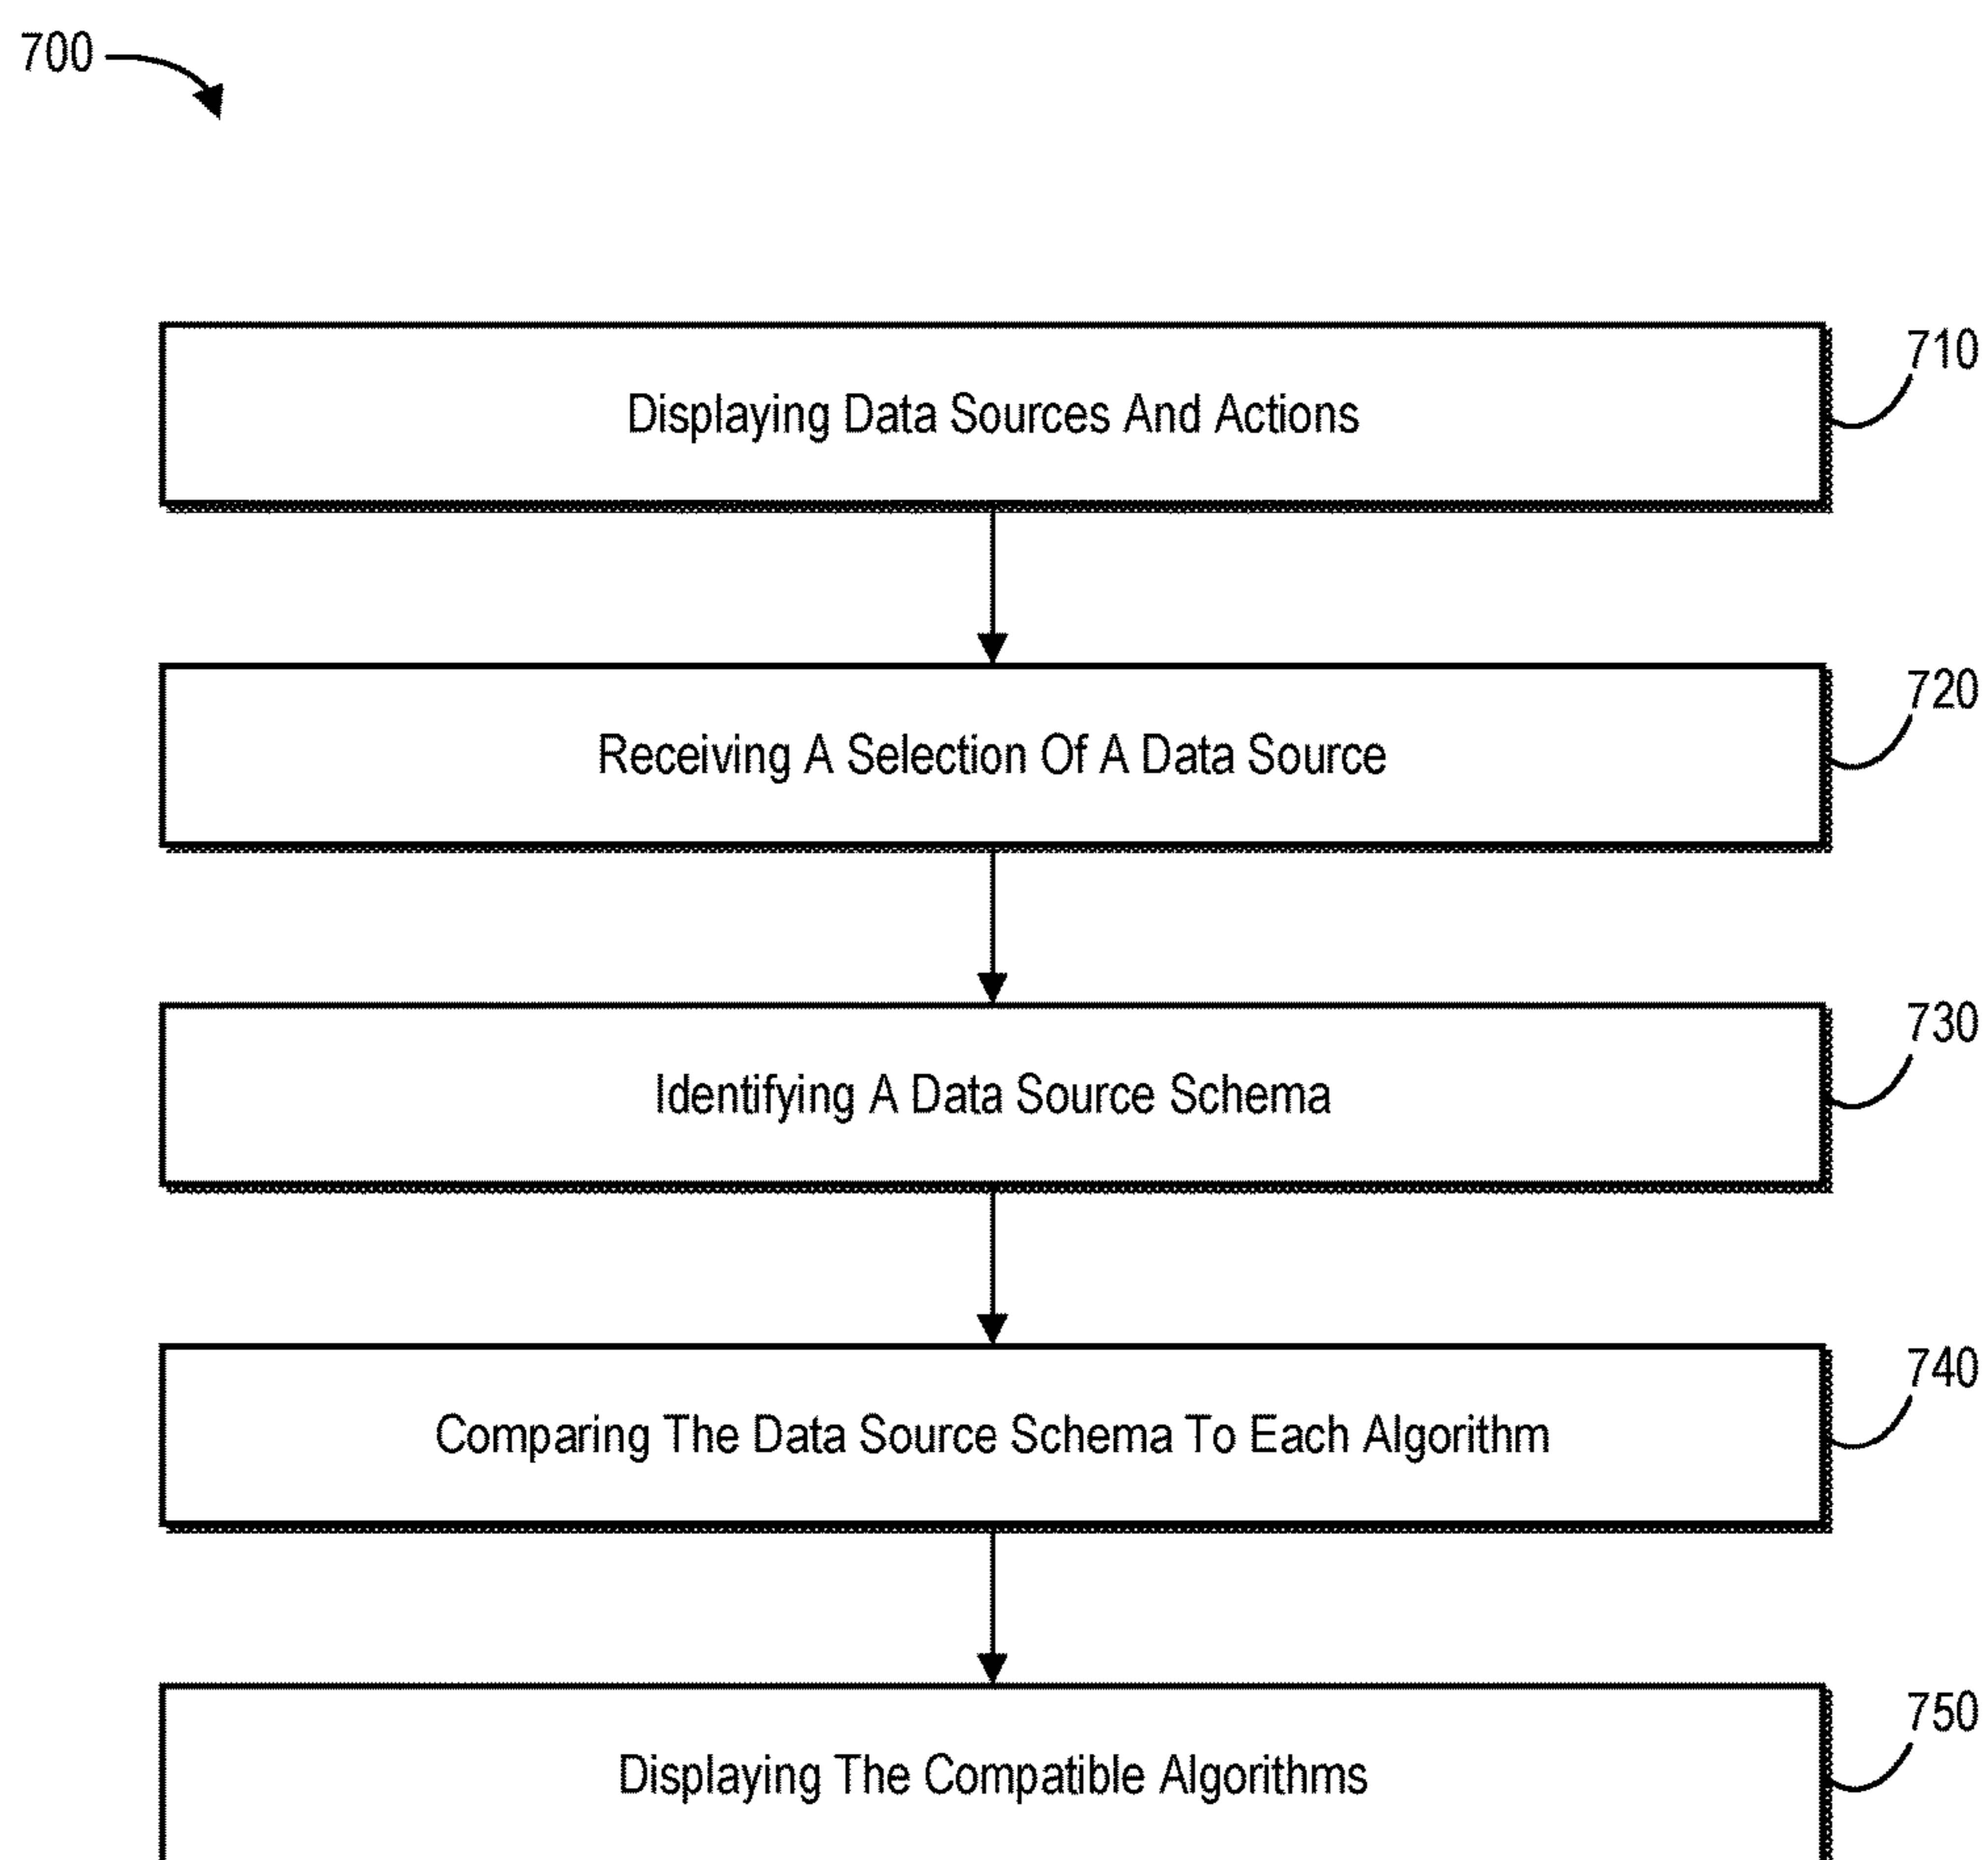 700
710
Displaying Data Sources And Actions
720
Receiving A Selection Of A Data Source
730
Identifying A Data Source Schema
740
Comparing The Data Source Schema To Each Algorithm
750
Displaying The Compatible Algorithms